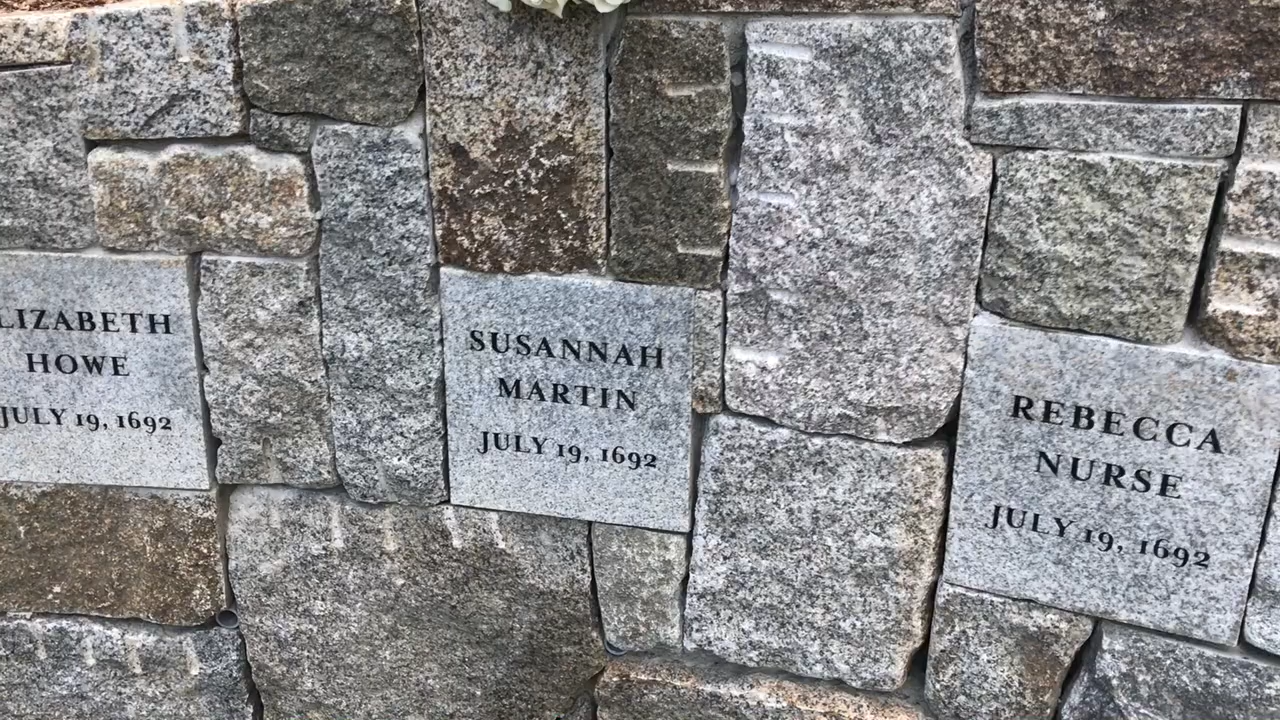 LIZABETH
HOWE
JULY 19, 1692
SUSANNAH
MARTIN
JULY 19, 1692
REBECCA
NURSE
JULY 19, 1692